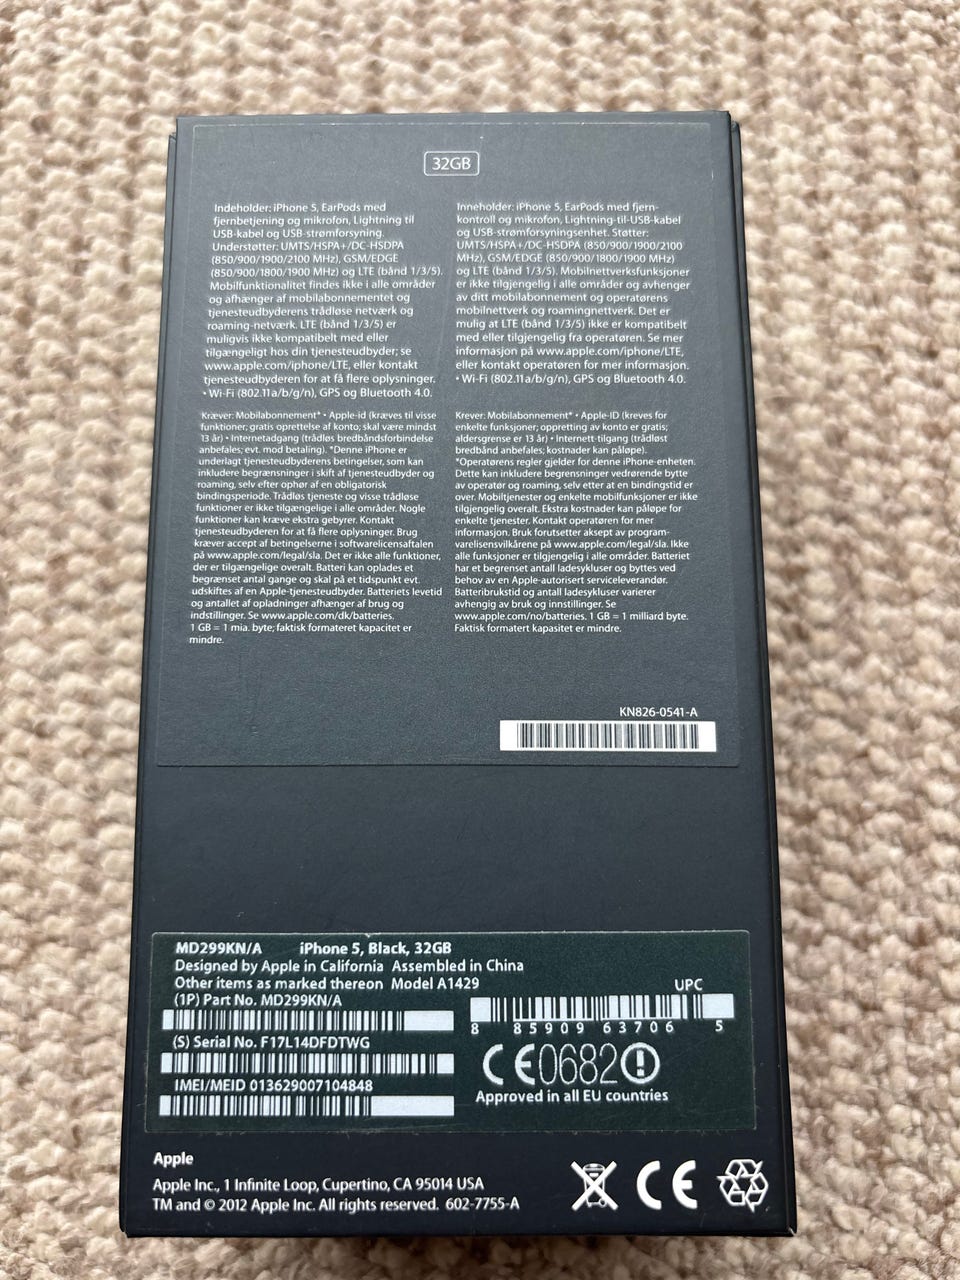 32GB
Indeholder: iPhone 5, EarPods med
fjernbetjening og mikrofon, Lightning til
USB-kabel og USB-strømforsyning.
Understøtter: UMTS/HSPA+/DC-HSDPA
(850/900/1900/2100 MHz), GSM/EDGE
(850/900/1800/1900 MHz) og LTE (bånd 1/3/5).
Mobilfunktionalitet findes ikke i alle områder
og afhænger af mobilabonnementet og
tjenesteudbyderens trådløse netværk og
roaming-netværk. LTE (bånd 1/3/5) er
muligvis ikke kompatibelt med eller
tilgængeligt hos din tjenesteudbyder; se
www.apple.com/iphone/LTE, eller kontakt
tjenesteudbyderen for at få flere oplysninger.
• Wi-Fi (802.11a/b/g/n), GPS og Bluetooth 4.0.
Kræver: Mobilabonnement* • Apple-id (kræves til visse
funktioner; gratis oprettelse af konto; skal være mindst
13 år) • Internetadgang (trådløs bredbåndsforbindelse
anbefales; evt. mod betaling). *Denne iPhone er
underlagt tjenesteudbyderens betingelser, som kan
inkludere begrænsninger i skift af tjenesteudbyder og
roaming, selv efter ophør af en obligatorisk
bindingsperiode. Trådløs tjeneste og visse trådløse
funktioner er ikke tilgængelige i alle områder. Nogle
funktioner kan kræve ekstra gebyrer. Kontakt
tjenesteudbyderen for at få flere oplysninger. Brug
kræver accept af betingelserne i softwarelicensaftalen
på www.apple.com/legal/sla. Det er ikke alle funktioner,
der er tilgængelige overalt. Batteri kan oplades et
begrænset antal gange og skal på et tidspunkt evt.
udskiftes af en Apple-tjenesteudbyder. Batteriets levetid
og antallet af opladninger afhænger af brug og
indstillinger. Se www.apple.com/dk/batteries.
1 GB = 1 mia. byte; faktisk formateret kapacitet er
mindre.
Inneholder: iPhone 5, EarPods med fjern-
kontroll og mikrofon, Lightning-til-USB-kabel
og USB-strømforsyningsenhet. Støtter:
UMTS/HSPA+/DC-HSDPA (850/900/1900/2100
MHz), GSM/EDGE (850/900/1800/1900 MHz)
og LTE (bånd 1/3/5). Mobilnettverksfunksjoner
er ikke tilgjengelig i alle områder og avhenger
av ditt mobilabonnement og operatørens
mobilnettverk og roamingnettverk. Det er
mulig at LTE (bånd 1/3/5) ikke er kompatibelt
med eller tilgjengelig fra operatøren. Se mer
informasjon på www.apple.com/iphone/LTE,
eller kontakt operatøren for mer informasjon.
• Wi-Fi (802.11a/b/g/n), GPS og Bluetooth 4.0.
Krever: Mobilabonnement* • Apple-ID (kreves for
enkelte funksjoner; oppretting av konto er gratis;
aldersgrense er 13 år) • Internett-tilgang (trådløst
bredbånd anbefales; kostnader kan påløpe).
*Operatørens regler gjelder for denne iPhone-enheten.
Dette kan inkludere begrensninger vedrørende bytte
av operatør og roaming, selv etter at en bindingstid er
over. Mobiltjenester og enkelte mobilfunksjoner er ikke
tilgjengelig overalt. Ekstra kostnader kan påløpe for
enkelte tjenester. Kontakt operatøren for mer
informasjon. Bruk forutsetter aksept av program-
varelisensvilkårene på www.apple.com/legal/sla. Ikke
alle funksjoner er tilgjengelig i alle områder. Batteriet
har et begrenset antall ladesykluser og byttes ved
behov av en Apple-autorisert serviceleverandør.
Batteribrukstid og antall ladesykluser varierer
avhengig av bruk og innstillinger. Se
www.apple.com/no/batteries. 1 GB = 1 milliard byte.
Faktisk formatert kapasitet er mindre.
KN826-0541-A
MD299KN/A iPhone 5, Black, 32GB
Designed by Apple in California Assembled in China
Other items as marked thereon Model A1429
(1P) Part No. MD299KN/A
UPC
8 85909 63706 5
(S) Serial No. F17L14DFDTWG
CE0682
IMEI/MEID 013629007104848
Approved in all EU countries
Apple
Apple Inc., 1 Infinite Loop, Cupertino, CA 95014 USA
TM and © 2012 Apple Inc. All rights reserved. 602-7755-A
CE